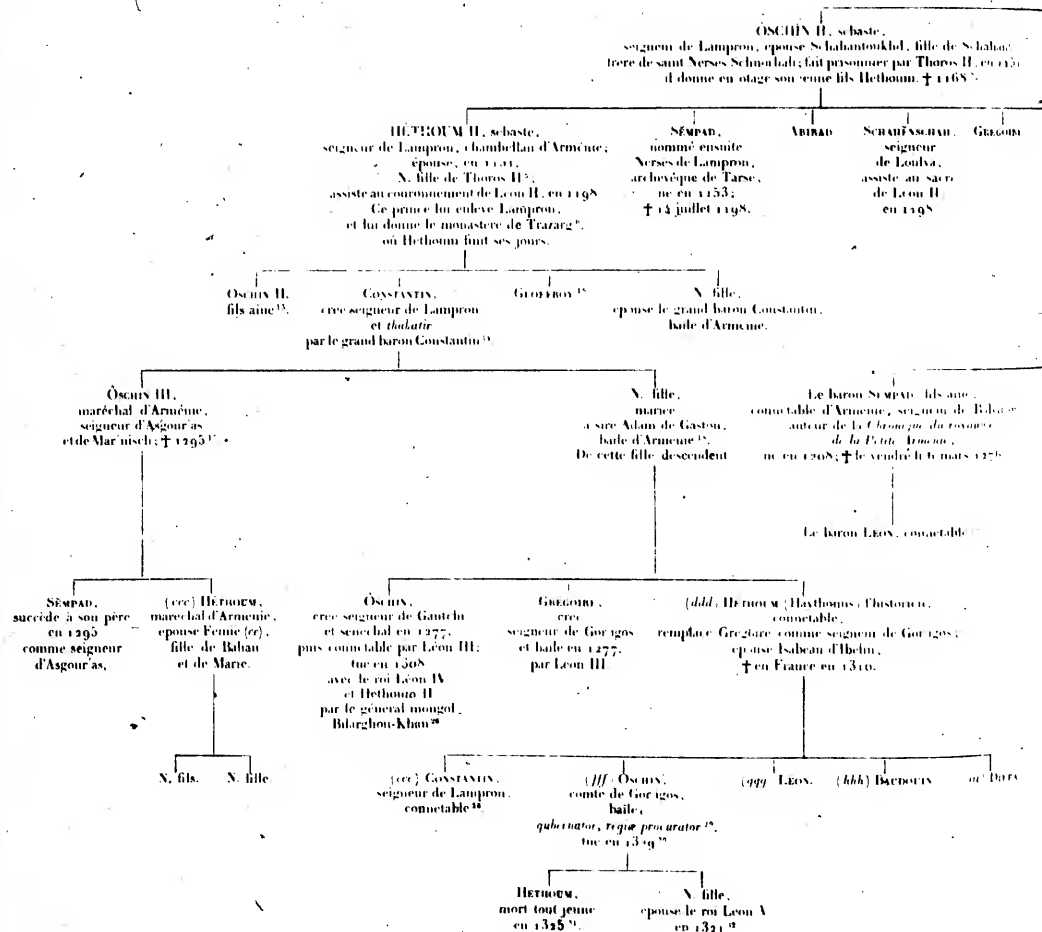 ÔSCHIN II, sebaste,
seigneur de Lampron, épouse Schahantoukhd, fille de Schahan,
frère de saint Nersès Schnorhali; fait prisonnier par Thoros II, en
il donne en otage son jeune fils Hethoum. † 1168
HÉTHOUM II, sebaste,
seigneur de Lampron, chambellan d'Arménie;
épouse, en
N. fille de Thoros II;
assiste au couronnement de Léon II, en 1198
Ce prince lui enlève Lampron,
et lui donne le monastère de Trazarg
où Hethoum finit ses jours.
SĔMPAD,
nommé ensuite
Nersès de Lampron,
archevêque de Tarse,
né en 1153;
† 14 juillet 1198.
ABIRAD
SCHAHĔNSCHAH,
seigneur
de Loulva,
assiste au sacre
de Léon II,
en 1198
GRÉGOIRE
OSCHIN II,
fils aîné
CONSTANTIN,
créé seigneur de Lampron
et thakatir
par le grand baron Constantin
GEOFFROY
N. fille,
épouse le grand baron Constantin,
baile d'Arménie.
ÔSCHIN III,
maréchal d'Arménie,
seigneur d'Asgour'as
et de Mar'nisch; † 1295
N. fille,
mariée
à sire Adam de Gaston,
baile d'Arménie
De cette fille descendent
Le baron SĔMPAD fils aîné,
connétable d'Arménie, seigneur de
auteur de la Chronique du royaume
de la Petite Arménie,
né en 1208; † le vendredi 6 mars 1276
Le baron LÉON, connétable
SĔMPAD,
succède à son père
en 1295
comme seigneur
d'Asgour'as,
(ccc) HÉTHOUM,
maréchal d'Arménie,
épouse Femie (cc),
fille de Baban
et de Marie.
ÔSCHIN,
créé seigneur de Gantchi
et sénéchal en 1277,
puis connétable par Léon III;
tué en 1308
avec le roi Léon IV
et Héthoum II
par le général mongol
Bilarghou-Khan
GRÉGOIRE,
créé
seigneur de Gor'igos
et baile en 1277,
par Léon III.
(ddd) HÉTHOUM (Haythonus) l'historien,
connétable,
remplace Grégoire comme seigneur de Gor'igos;
épouse Isabeau d'Ibelin,
† en France en 1310.
N. fils.
N. fille
(eee) CONSTANTIN,
seigneur de Lampron,
connétable
(fff) ÔSCHIN,
comte de Gor'igos,
baile,
gubernator, regniæ procurator
tué en 1329
(ggg) LÉON.
(hhh) BAUDOUIN
HÉTHOUM,
mort tout jeune
en 1325
N. fille,
épouse le roi Léon V
en 1321